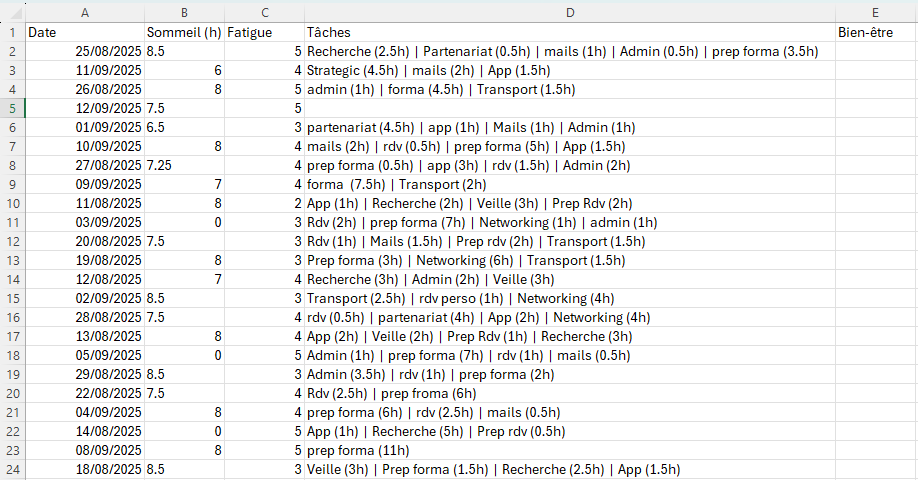 A B C D E
1 Date Sommeil (h) Fatigue Tâches Bien-être
2 25/08/2025 8.5 5 Recherche (2.5h) | Partenariat (0.5h) | mails (1h) | Admin (0.5h) | prep forma (3.5h)
3 11/09/2025 6 4 Strategic (4.5h) | mails (2h) | App (1.5h)
4 26/08/2025 8 5 admin (1h) | forma (4.5h) | Transport (1.5h)
5 12/09/2025 7.5 5
6 01/09/2025 6.5 3 partenariat (4.5h) | app (1h) | Mails (1h) | Admin (1h)
7 10/09/2025 8 4 mails (2h) | rdv (0.5h) | prep forma (5h) | App (1.5h)
8 27/08/2025 7.25 4 prep forma (0.5h) | app (3h) | rdv (1.5h) | Admin (2h)
9 09/09/2025 7 4 forma  (7.5h) | Transport (2h)
10 11/08/2025 8 2 App (1h) | Recherche (2h) | Veille (3h) | Prep Rdv (2h)
11 03/09/2025 0 3 Rdv (2h) | prep forma (7h) | Networking (1h) | admin (1h)
12 20/08/2025 7.5 3 Rdv (1h) | Mails (1.5h) | Prep rdv (2h) | Transport (1.5h)
13 19/08/2025 8 3 Prep forma (3h) | Networking (6h) | Transport (1.5h)
14 12/08/2025 7 4 Recherche (3h) | Admin (2h) | Veille (3h)
15 02/09/2025 8.5 3 Transport (2.5h) | rdv perso (1h) | Networking (4h)
16 28/08/2025 7.5 4 rdv (0.5h) | partenariat (4h) | App (2h) | Networking (4h)
17 13/08/2025 8 4 App (2h) | Veille (2h) | Prep Rdv (1h) | Recherche (3h)
18 05/09/2025 0 5 Admin (1h) | prep forma (7h) | rdv (1h) | mails (0.5h)
19 29/08/2025 8.5 3 Admin (3.5h) | rdv (1h) | prep forma (2h)
20 22/08/2025 7.5 4 Rdv (2.5h) | prep froma (6h)
21 04/09/2025 8 4 prep forma (6h) | rdv (2.5h) | mails (0.5h)
22 14/08/2025 0 5 App (1h) | Recherche (5h) | Prep rdv (0.5h)
23 08/09/2025 8 5 prep forma (11h)
24 18/08/2025 8.5 3 Veille (3h) | Prep forma (1.5h) | Recherche (2.5h) | App (1.5h)